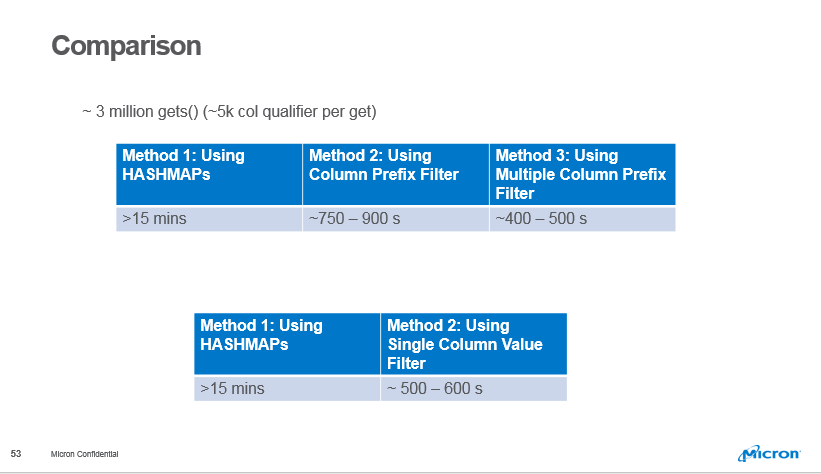 Comparison
~ 3 million gets() (~5k col qualifier per get)
Method 1: Using
HASHMAPs
Method 2: Using
Column Prefix Filter
Method 3: Using
Multiple Column Prefix
Filter
>15 mins
~750 – 900 s
~400 – 500 s
Method 1: Using
HASHMAPs
Method 2: Using
Single Column Value
Filter
>15 mins
~ 500 – 600 s
53
Micron Confidential
Micron